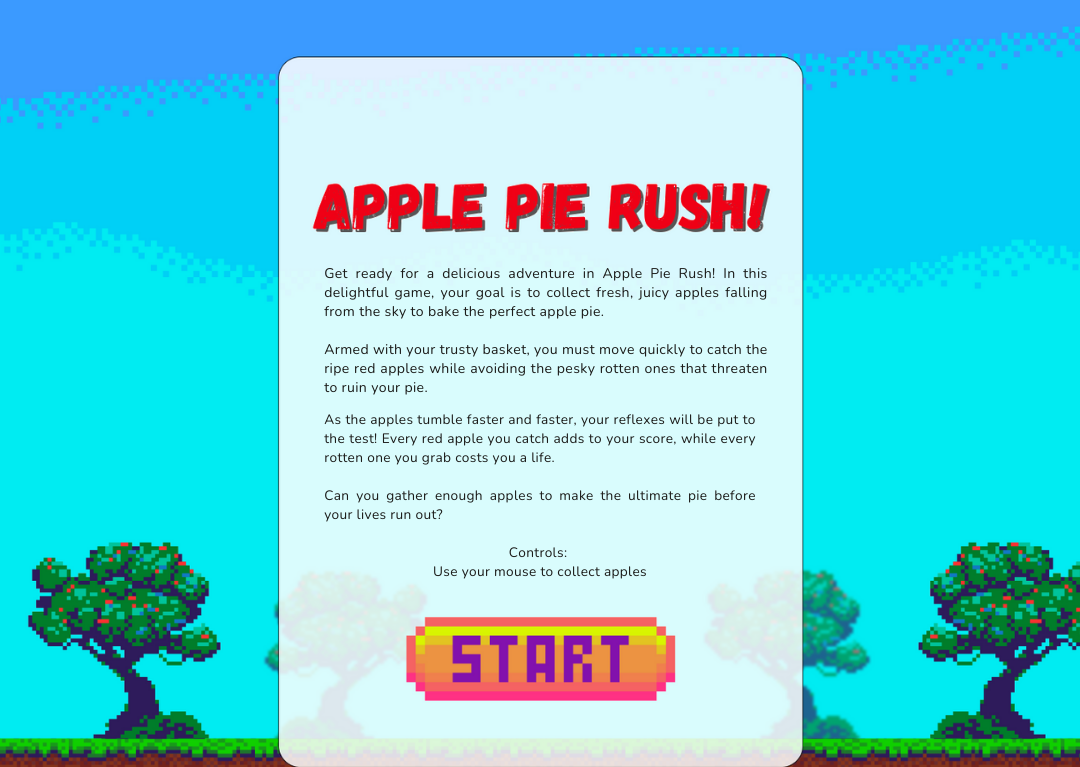 APPLE PIE RUSH!
Get ready for a delicious adventure in Apple Pie Rush! In this
delightful game, your goal is to collect fresh, juicy apples falling
from the sky to bake the perfect apple pie.
Armed with your trusty basket, you must move quickly to catch the
ripe red apples while avoiding the pesky rotten ones that threaten
to ruin your pie.
As the apples tumble faster and faster, your reflexes will be put to
the test! Every red apple you catch adds to your score, while every
rotten one you grab costs you a life.
Can you gather enough apples to make the ultimate pie before
your lives run out?
Controls:
Use your mouse to collect apples
START